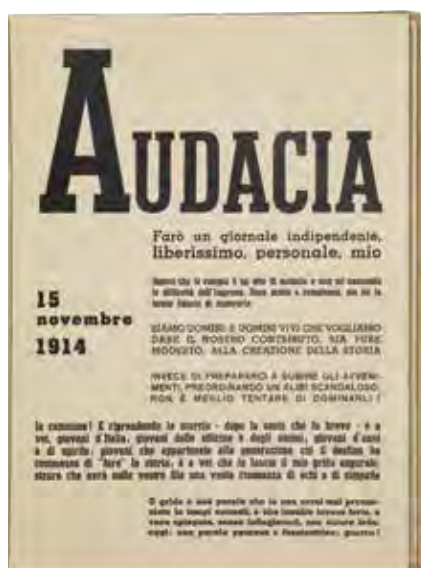 AUDACIA
Farò un giornale indipendente,
liberissimo, personale, mio
15
novembre
1914
SIAMO UOMINI E UOMINI VIVI CHE VOGLIAMO
DARE IL NOSTRO CONTRIBUTO, SIA PURE
MODESTO, ALLA CREAZIONE DELLA STORIA
INVECE DI PREPARARCI A SUBIRE GLI AVVENI-
MENTI, PREORDINANDO UN ALIBI SCANDALOSO,
NON È MEGLIO TENTARE DI DOMINARLI?
In cammino! E riprendendo la marcia - dopo la sosta che fu breve - è a
voi, giovani d'Italia, giovani delle officine e degli atenei, giovani d'anni
e di spirito, giovani che appartenete alla generazione cui il destino ha
commesso di "fare" la storia, è a voi che io lancio il mio grido augurale,
sicuro che avrà nelle vostre file una vasta risonanza di echi e di simpatie
Il grido è una parola che io non avrei mai pronun-
ziato in tempi normali, e che innalzo invece forte, a
voce spiegata, senza infingimenti, con sicura fede,
oggi: una parola paurosa e fascinatrice: guerra!